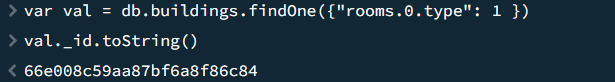 > var val = db.buildings.findOne({"rooms.0.type": 1 })
> val._id.toString()
< 66e008c59aa87bf6a8f86c84